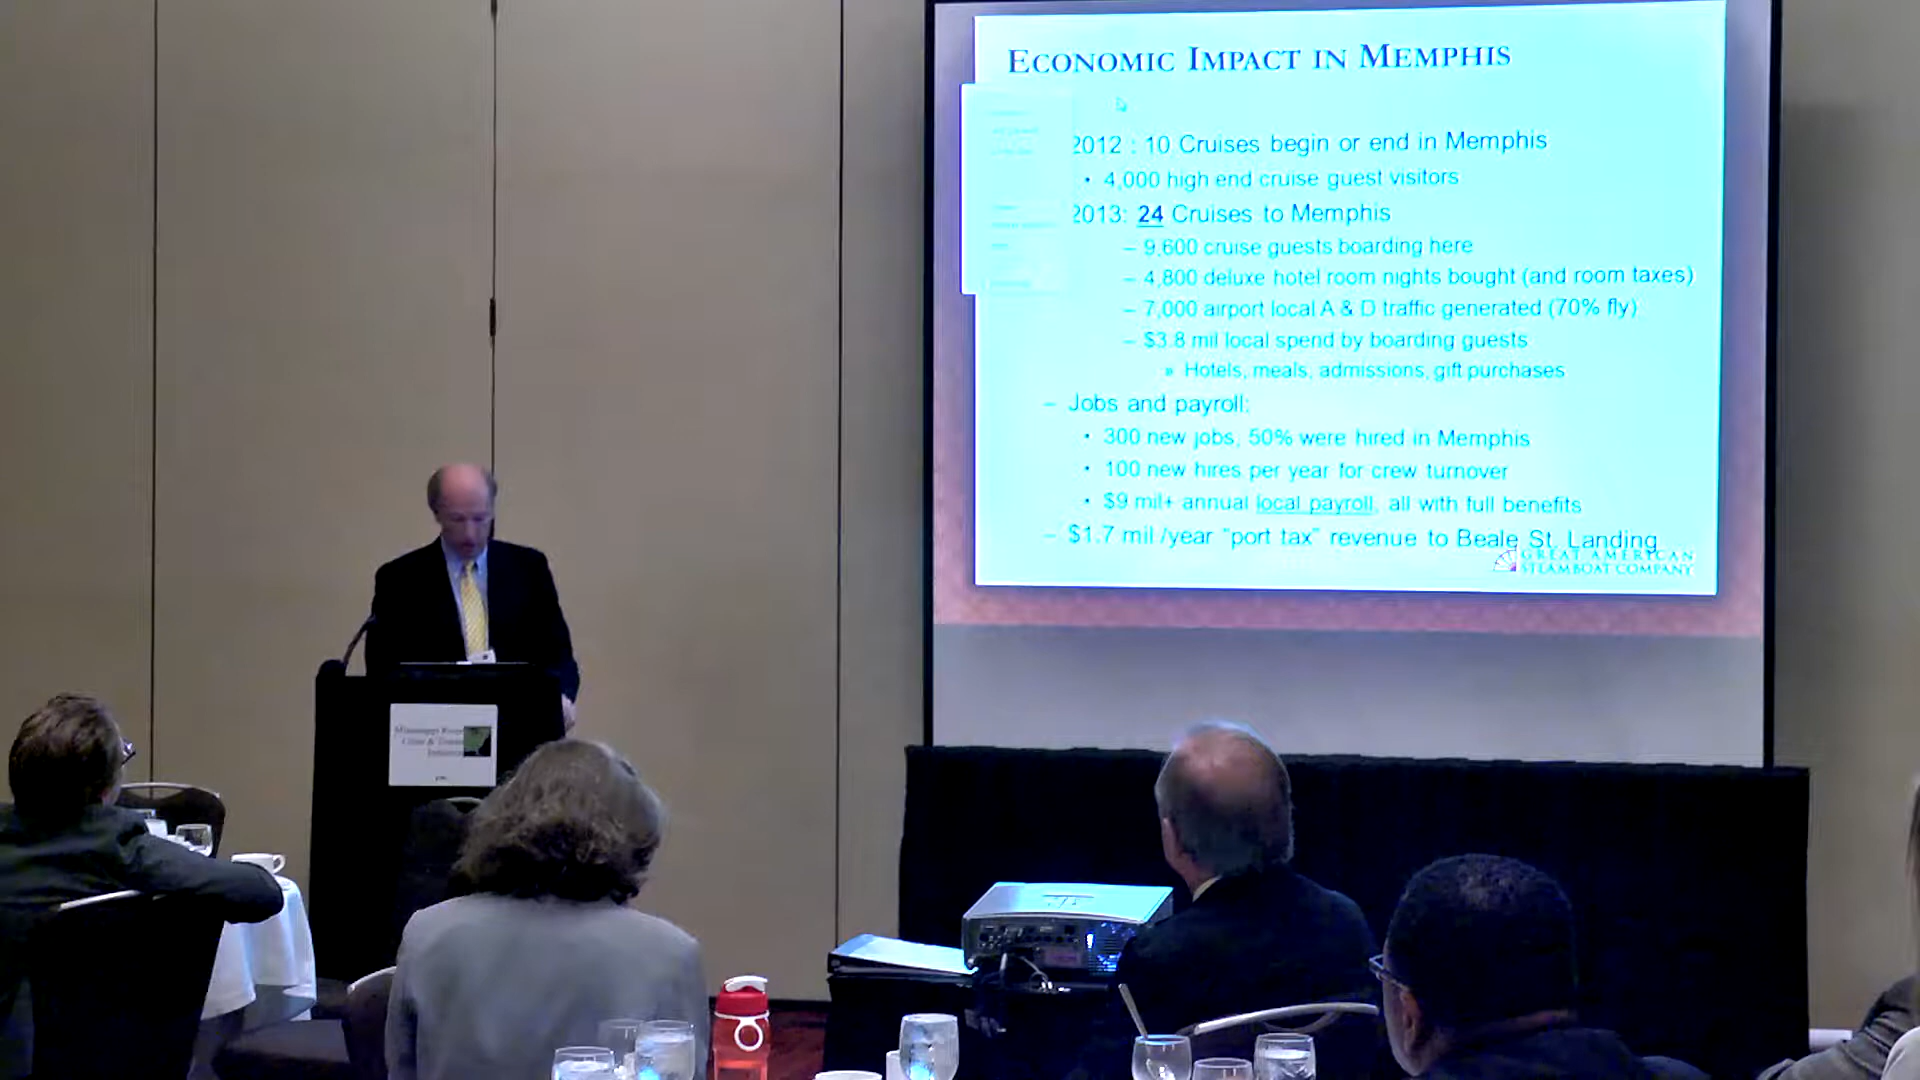 ECONOMIC IMPACT IN MEMPHIS
2012 : 10 Cruises begin or end in Memphis
• 4,000 high end cruise guest visitors
2013: 24 Cruises to Memphis
– 9,600 cruise guests boarding here
– 4,800 deluxe hotel room nights bought (and room taxes)
– 7,000 airport local A & D traffic generated (70% fly)
– $3.8 mil local spend by boarding guests
» Hotels, meals, admissions, gift purchases
– Jobs and payroll:
• 300 new jobs, 50% were hired in Memphis
• 100 new hires per year for crew turnover
• $9 mil+ annual local payroll, all with full benefits
– $1.7 mil /year “port tax” revenue to Beale St. Landing
GREAT AMERICAN
STEAMBOAT COMPANY
Mississippi River
Cities & Towns
Initiative